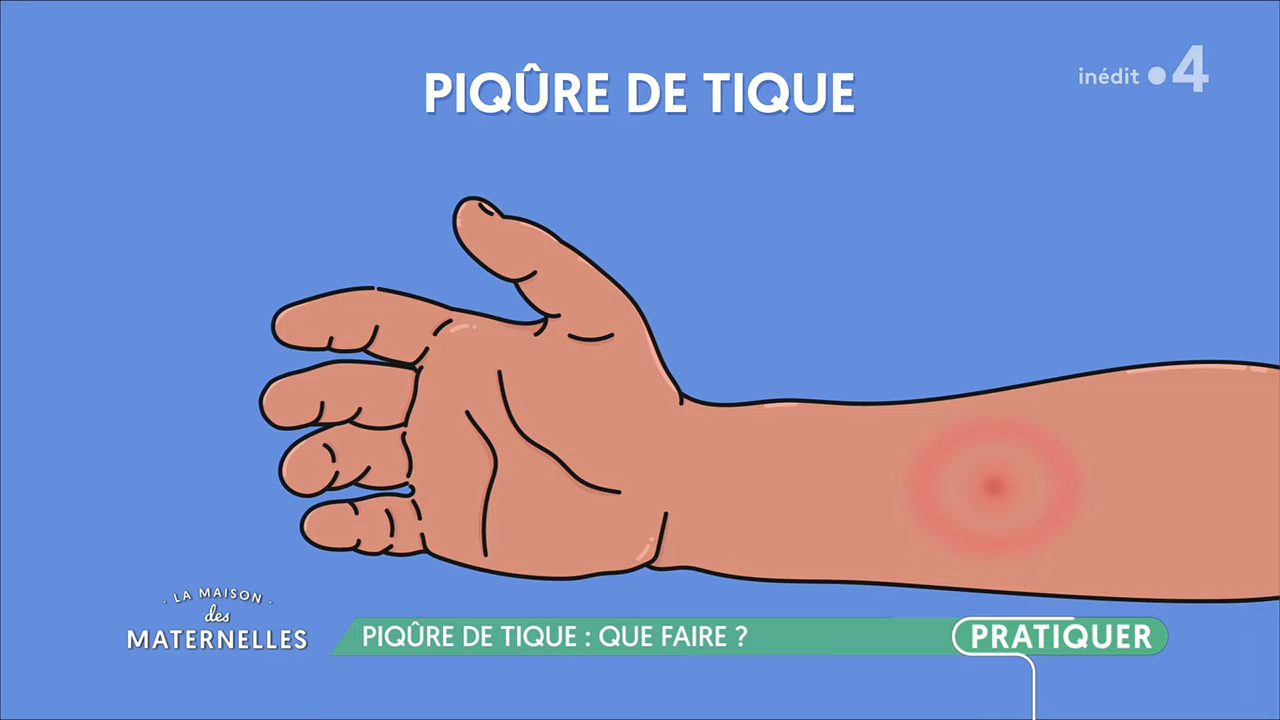 PIQÛRE DE TIQUE
inédit 4
· LA MAISON ·
des
MATERNELLES
PIQÛRE DE TIQUE : QUE FAIRE ?
PRATIQUER